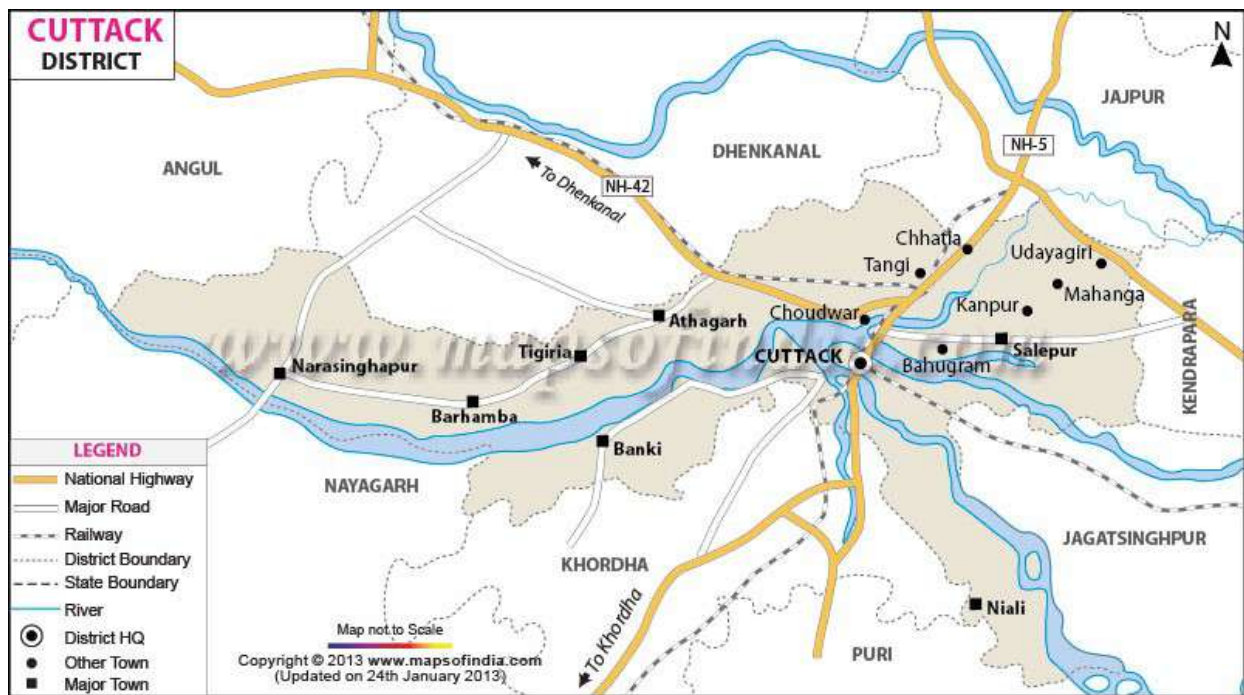 CUTTACK
DISTRICT
N
JAJPUR
NH-5
DHENKANAL
ANGUL
To Dhenkanal
NH-42
Chhatia
Udayagiri
Tangi
Mahanga
Kanpur
Choudwar
Athagarh
www.mapsofindia.com
Salepur
Tigiria
CUTTACK
Bahugram
Narasinghapur
KENDRAPARA
Barhamba
Banki
NAYAGARH
JAGATSINGHPUR
KHORDHA
Niali
To Khordha
PURI
LEGEND
National Highway
Major Road
Railway
District Boundary
State Boundary
River
District HQ
Other Town
Major Town
Map not to Scale
Copyright © 2013 www.mapsofindia.com
(Updated on 24th January 2013)